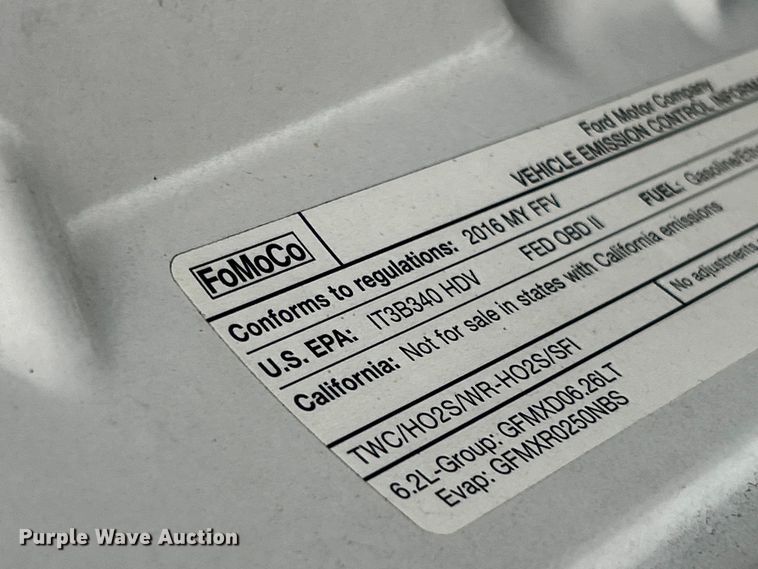 Ford Motor Company
VEHICLE EMISSION CONTROL
FoMoCo
Conforms to regulations: 2016 MY FFV
U.S. EPA: IT3B340 HDV FED OBD II FUEL:
California: Not for sale in states with California emissions
No adjustments
TWC/HO2S/WR-HO2S/SFI
6.2L-Group: GFMXD06.26LT
Evap: GFMXR0250NBS
Purple Wave Auction